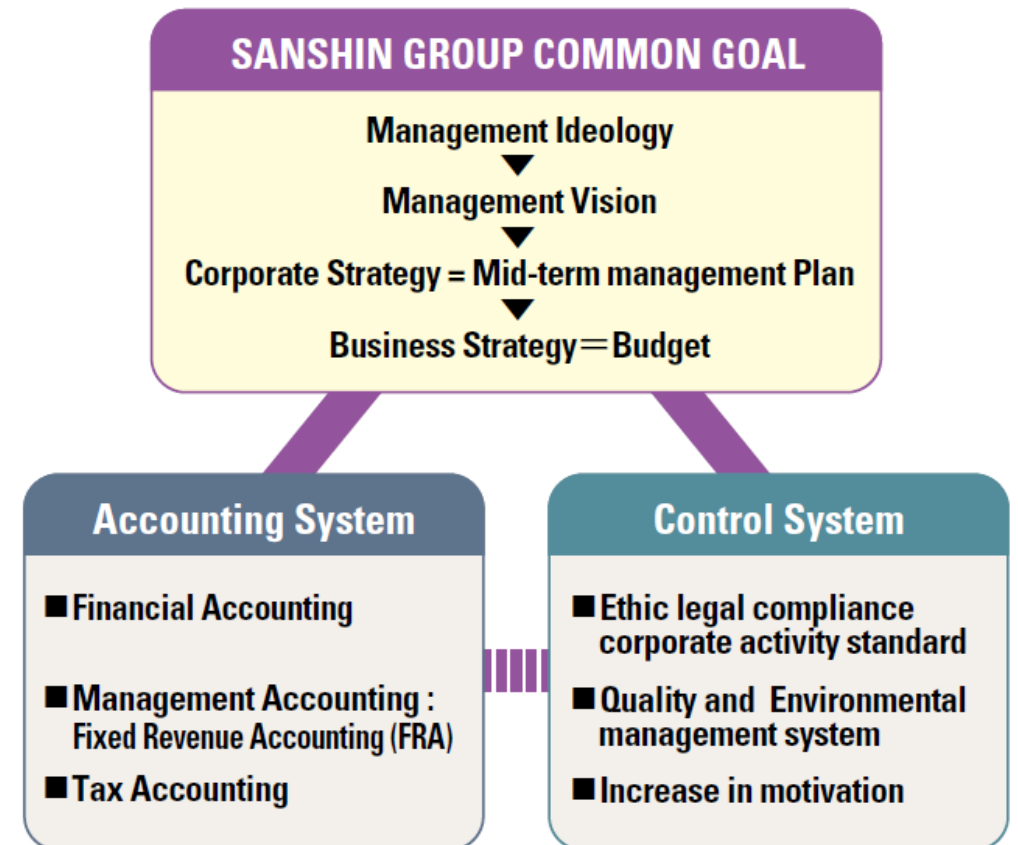 SANSHIN GROUP COMMON GOAL
Management Ideology
▼
Management Vision
▼
Corporate Strategy = Mid-term management Plan
▼
Business Strategy＝Budget
Accounting System
■Financial Accounting
■Management Accounting :
Fixed Revenue Accounting (FRA)
■Tax Accounting
Control System
■Ethic legal compliance
corporate activity standard
■Quality and Environmental
management system
■Increase in motivation